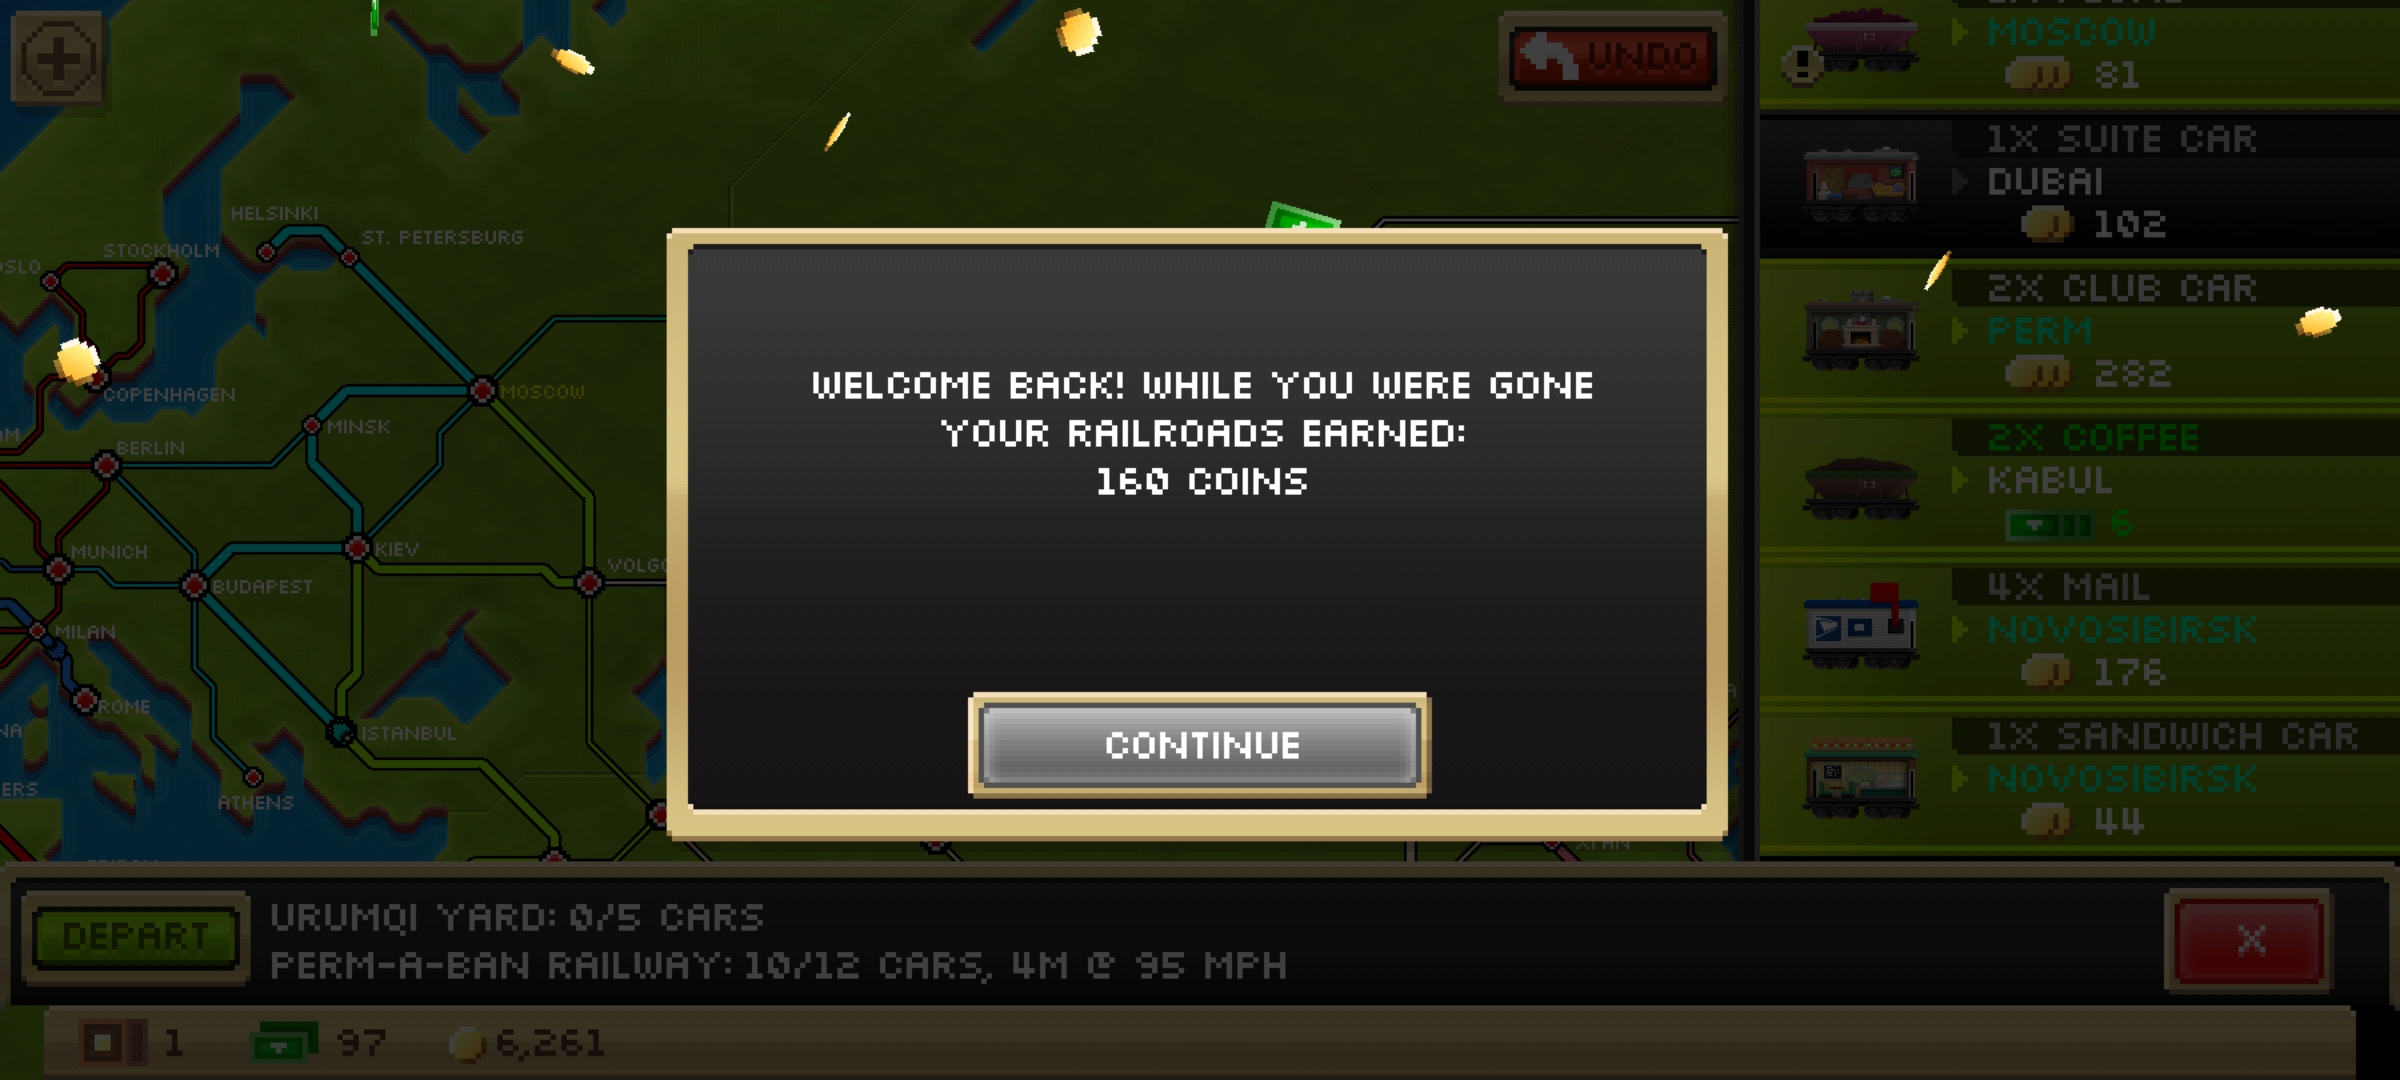 UNDO
MOSCOW
81
1X SUITE CAR
DUBAI
102
2X CLUB CAR
PERM
282
2X COFFEE
KABUL
6
4X MAIL
NOVOSIBIRSK
176
1X SANDWICH CAR
NOVOSIBIRSK
44
HELSINKI
ST. PETERSBURG
STOCKHOLM
OSLO
COPENHAGEN
MOSCOW
MINSK
BERLIN
MUNICH
KIEV
BUDAPEST
VOLGO
MILAN
ROME
ISTANBUL
ATHENS
XI'AN
WELCOME BACK! WHILE YOU WERE GONE
YOUR RAILROADS EARNED:
160 COINS
CONTINUE
DEPART
URUMQI YARD: 0/5 CARS
PERM-A-BAN RAILWAY: 10/12 CARS, 4M @ 95 MPH
X
1
97
6,261